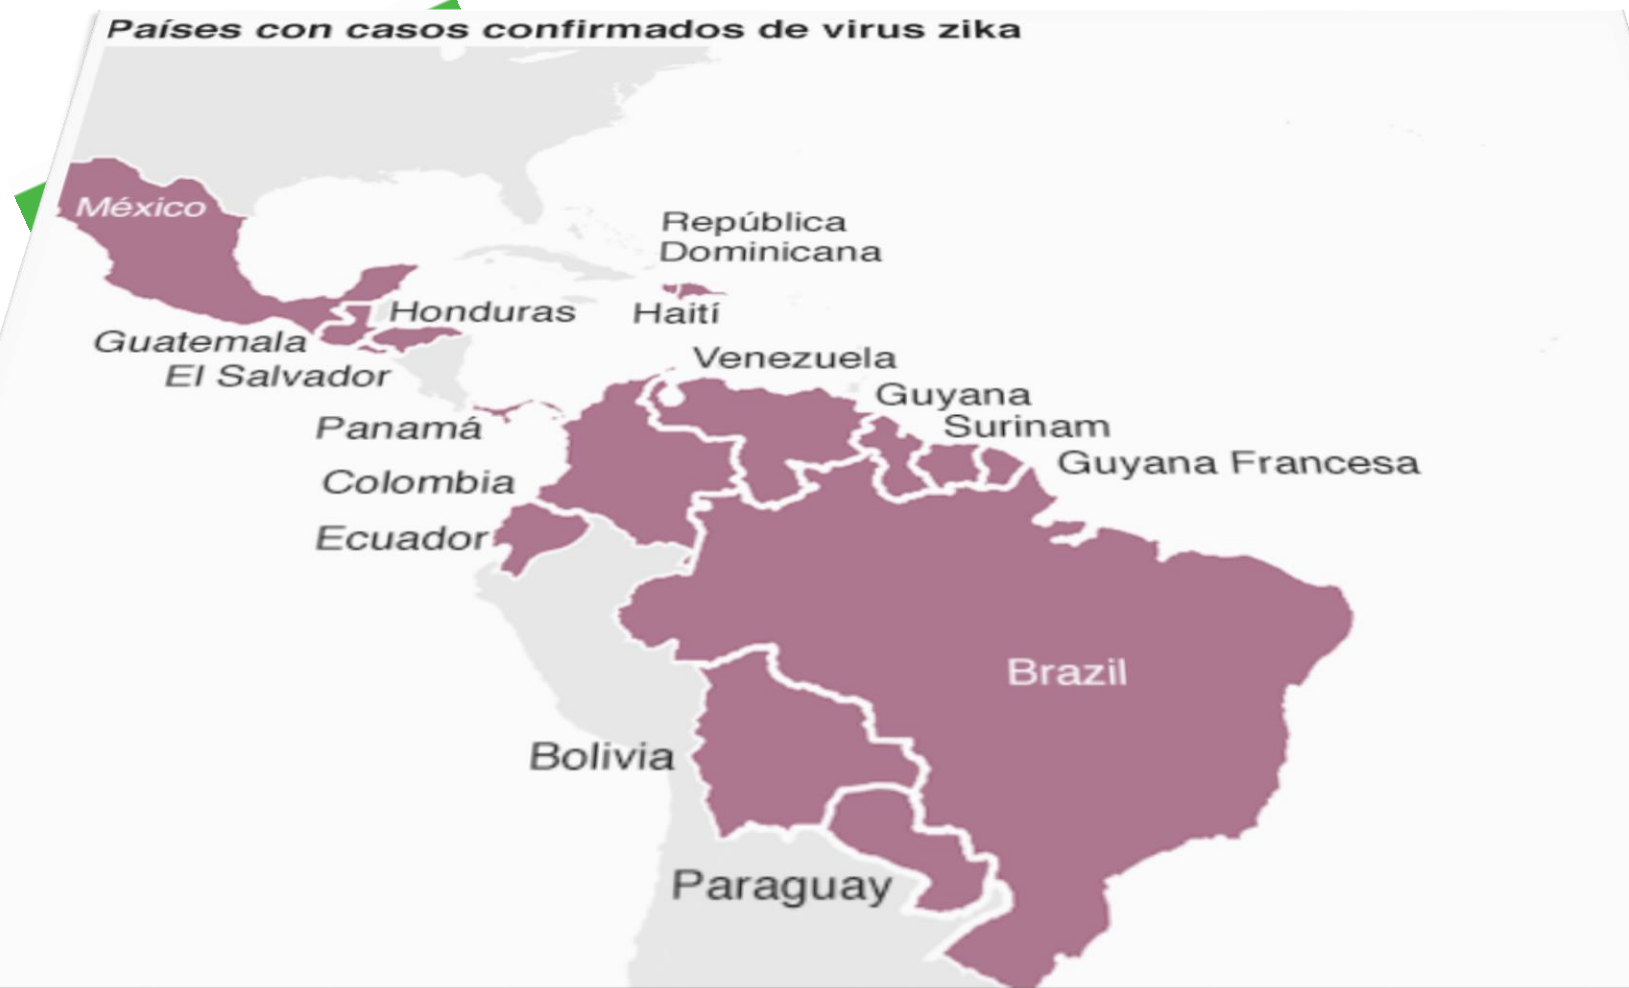 Países con casos confirmados de virus zika
México
República
Dominicana
Honduras
Haití
Guatemala
El Salvador
Venezuela
Guyana
Surinam
Panamá
Guyana Francesa
Colombia
Ecuador
Brazil
Bolivia
Paraguay